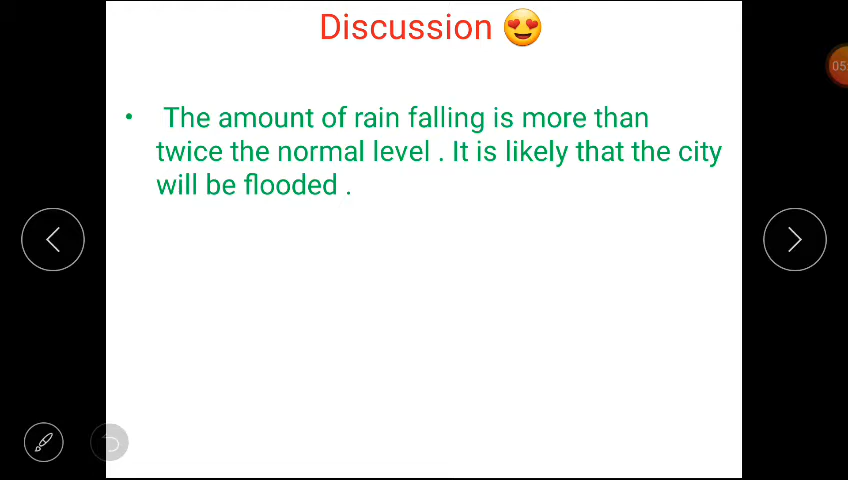 Discussion 😍
• The amount of rain falling is more than
twice the normal level . It is likely that the city
will be flooded .